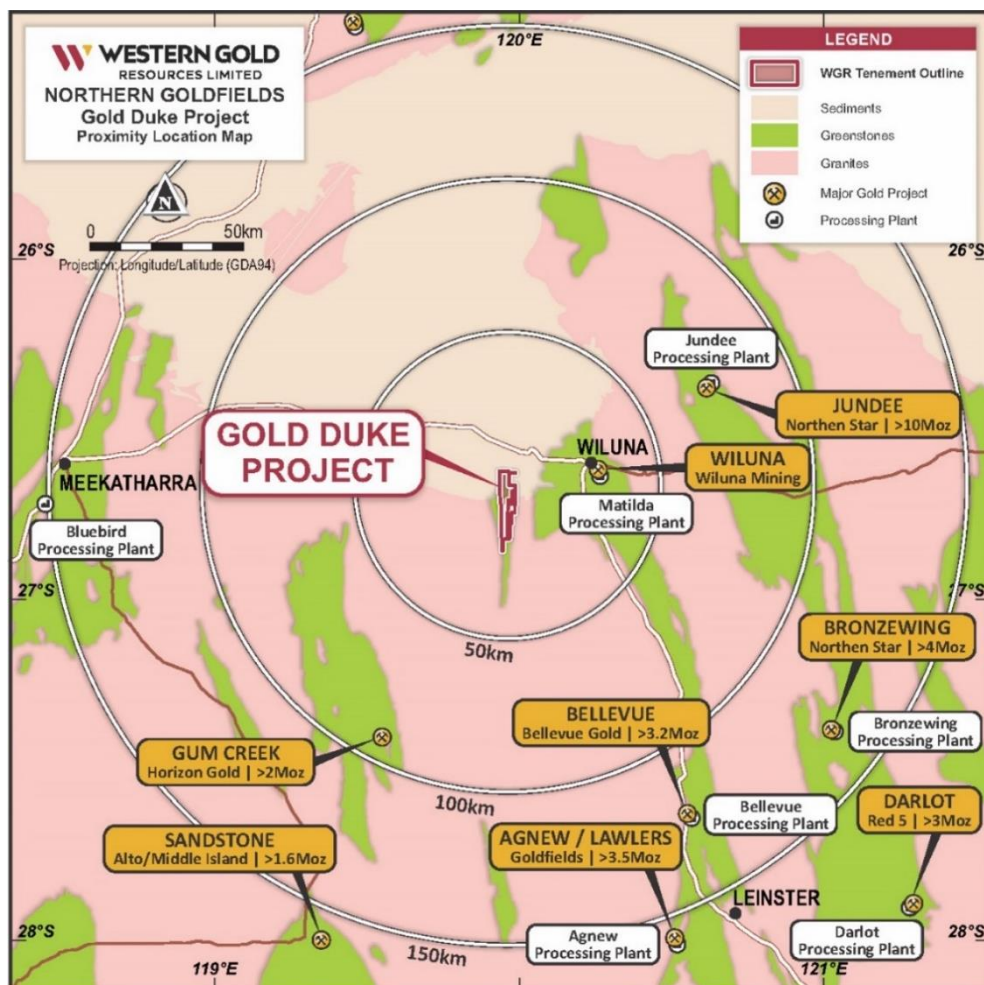 WESTERN GOLD
RESOURCES LIMITED
NORTHERN GOLDFIELDS
Gold Duke Project
Proximity Location Map
N
0 50km
Projection: Longitude/Latitude (GDA94)
120°E
LEGEND
WGR Tenement Outline
Sediments
Greenstones
Granites
Major Gold Project
Processing Plant
26°S
26°S
Jundee
Processing Plant
JUNDEE
Northen Star | >10Moz
GOLD DUKE
PROJECT
WILUNA
WILUNA
Wiluna Mining
MEEKATHARRA
Matilda
Processing Plant
Bluebird
Processing Plant
27°S
27°S
50km
BRONZEWING
Northen Star | >4Moz
BELLEVUE
Bellevue Gold | >3.2Moz
Bronzewing
Processing Plant
GUM CREEK
Horizon Gold | >2Moz
100km
Bellevue
Processing Plant
DARLOT
Red 5 | >3Moz
SANDSTONE
Alto/Middle Island | >1.6Moz
AGNEW / LAWLERS
Goldfields | >3.5Moz
LEINSTER
Agnew
Processing Plant
Darlot
Processing Plant
28°S
28°S
150km
119°E
121°E